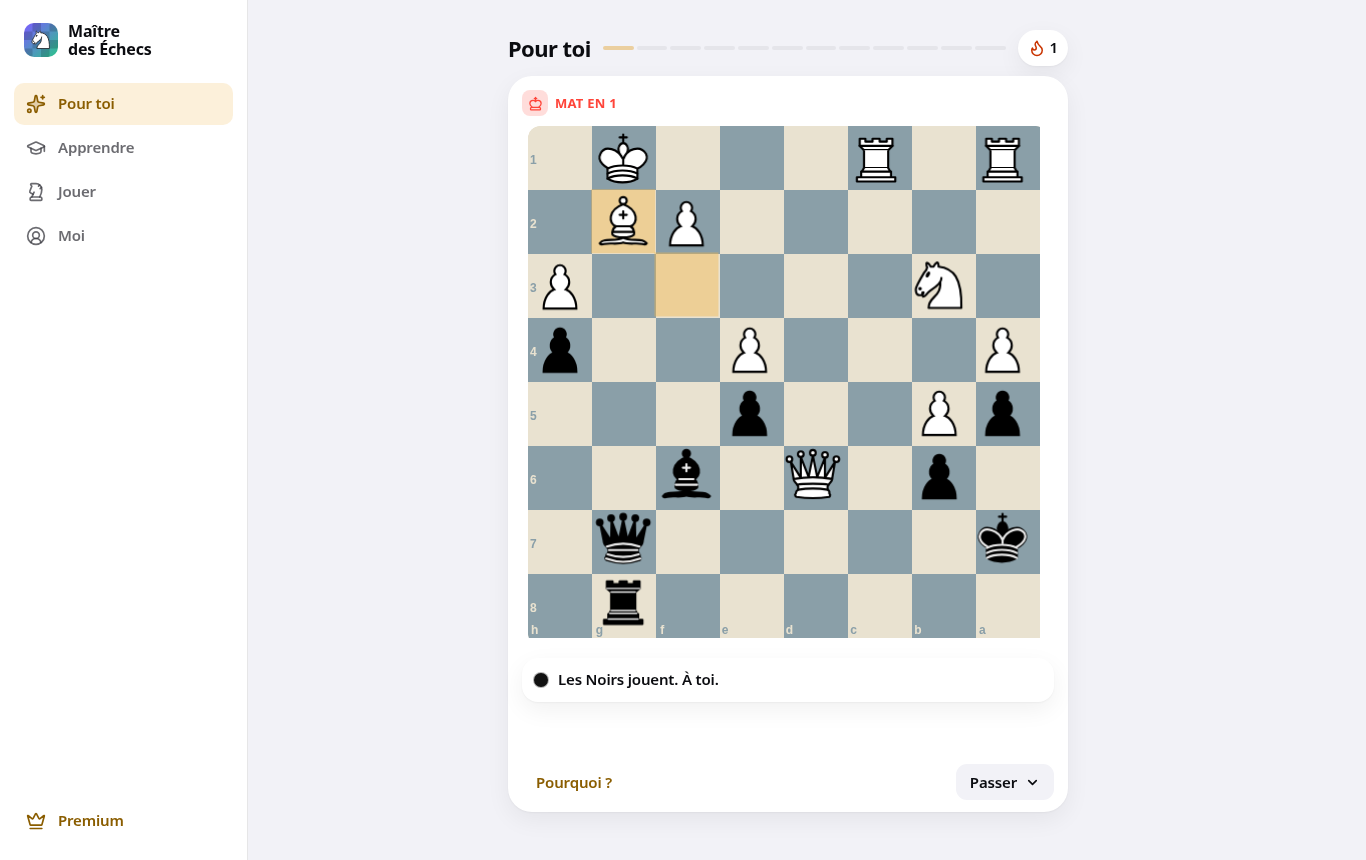 Maître
des Échecs
Pour toi
Apprendre
Jouer
Moi
Premium
Pour toi
1
MAT EN 1
1
2
3
4
5
6
7
8
h g f e d c b a
Les Noirs jouent. À toi.
Pourquoi ?
Passer